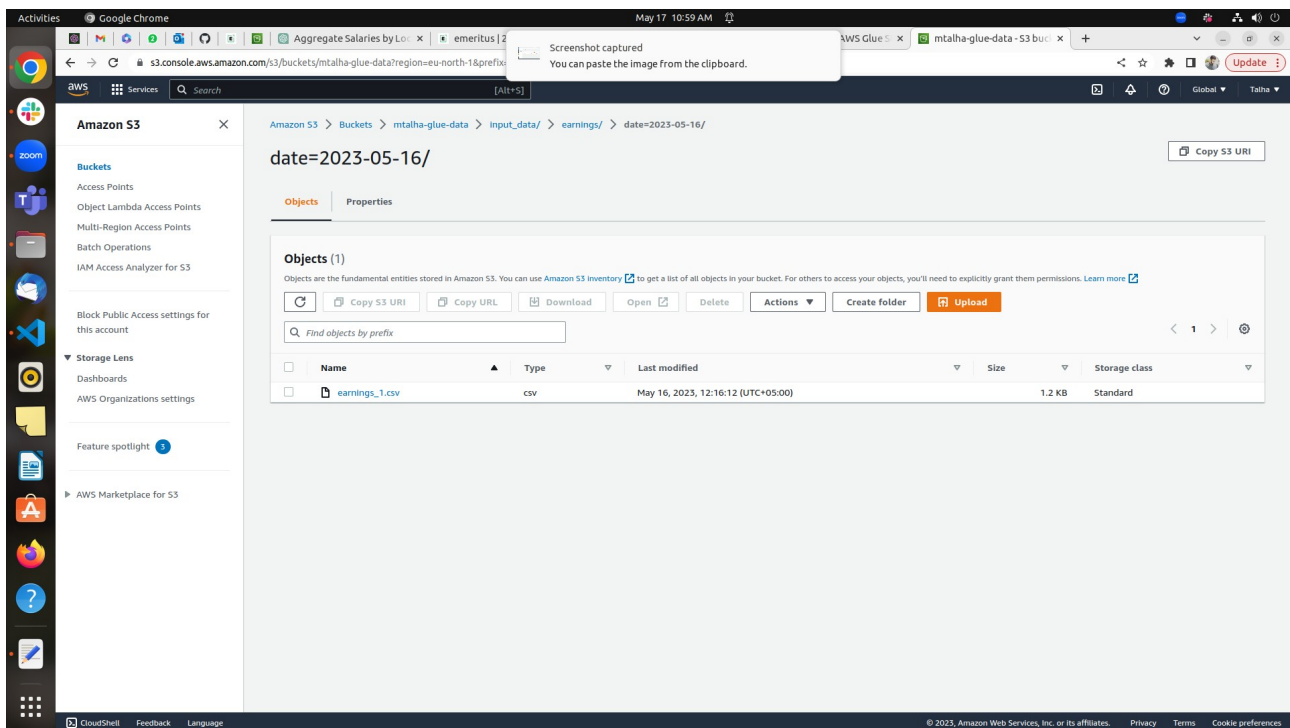 Activities Google Chrome May 17 10:59 AM
Aggregate Salaries by Loc emeritus | 2 AWS Glue S mtalha-glue-data - S3 buc
Screenshot captured
You can paste the image from the clipboard.
s3.console.aws.amazon.com/s3/buckets/mtalha-glue-data?region=eu-north-1&prefix= Update
aws Services Search [Alt+S] Global Talha
Amazon S3
Buckets
Access Points
Object Lambda Access Points
Multi-Region Access Points
Batch Operations
IAM Access Analyzer for S3
Block Public Access settings for
this account
Storage Lens
Dashboards
AWS Organizations settings
Feature spotlight 3
AWS Marketplace for S3
Amazon S3 > Buckets > mtalha-glue-data > input_data/ > earnings/ > date=2023-05-16/
date=2023-05-16/
Copy S3 URI
Objects Properties
Objects (1)
Objects are the fundamental entities stored in Amazon S3. You can use Amazon S3 inventory to get a list of all objects in your bucket. For others to access your objects, you'll need to explicitly grant them permissions. Learn more
Copy S3 URI Copy URL Download Open Delete Actions Create folder Upload
Find objects by prefix
< 1 >
Name Type Last modified Size Storage class
earnings_1.csv csv May 16, 2023, 12:16:12 (UTC+05:00) 1.2 KB Standard
zoom
CloudShell Feedback Language © 2023, Amazon Web Services, Inc. or its affiliates. Privacy Terms Cookie preferences